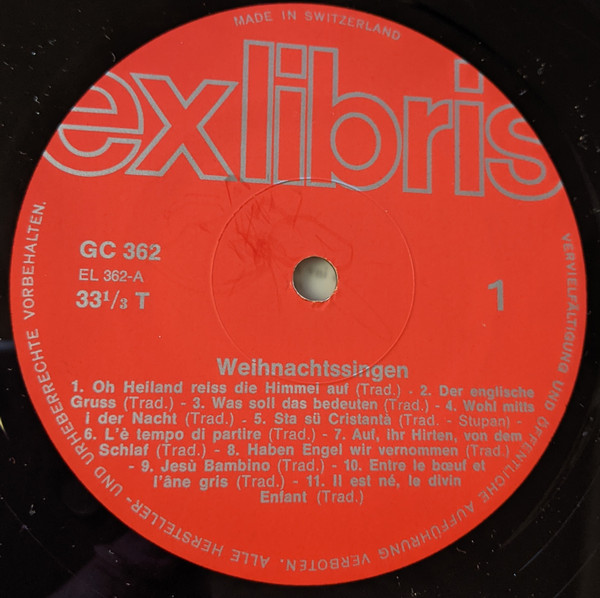 MADE IN SWITZERLAND
exlibris
GC 362
EL 362-A
33¹/₃ T
1
Weihnachtssingen
1. Oh Heiland reiss die Himmel auf (Trad.) - 2. Der englische
Gruss (Trad.) - 3. Was soll das bedeuten (Trad.) - 4. Wohl mitts
i der Nacht (Trad.) - 5. Sta sü Cristantà (Trad. - Stupan) -
- 6. L'è tempo di partire (Trad.) - 7. Auf, ihr Hirten, von dem
Schlaf (Trad.) - 8. Haben Engel wir vernommen (Trad.) -
- 9. Jesù Bambino (Trad.) - 10. Entre le bœuf et
l'âne gris (Trad.) - 11. Il est né, le divin
Enfant (Trad.)
ALLE HERSTELLER- UND URHEBERRECHTE VORBEHALTEN.
VERVIELFÄLTIGUNG UND ÖFFENTLICHE AUFFÜHRUNG VERBOTEN.